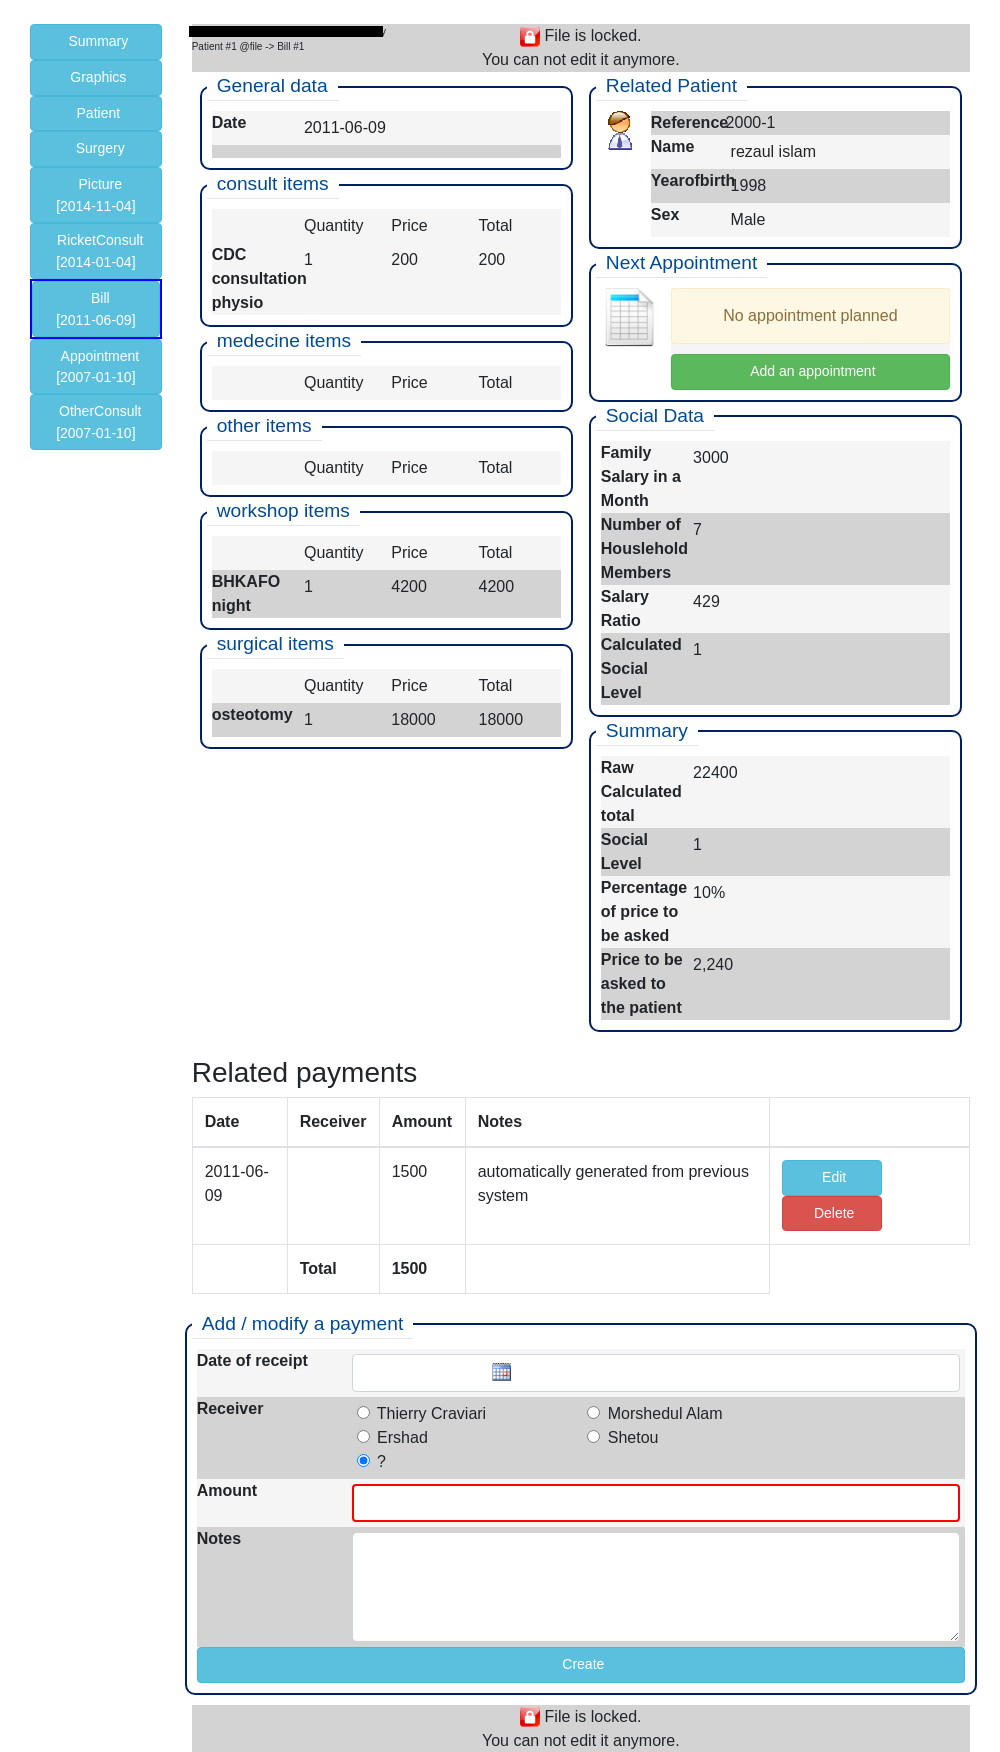 Summary
Graphics
Patient
Surgery
Picture
[2014-11-04]
RicketConsult
[2014-01-04]
Bill
[2011-06-09]
Appointment
[2007-01-10]
OtherConsult
[2007-01-10]
Patient #1 @file -> Bill #1
File is locked.
You can not edit it anymore.
General data
Date 2011-06-09
consult items
Quantity Price Total
CDC 1 200 200
consultation
physio
medecine items
Quantity Price Total
other items
Quantity Price Total
workshop items
Quantity Price Total
BHKAFO 1 4200 4200
night
surgical items
Quantity Price Total
osteotomy 1 18000 18000
Related Patient
Reference 2000-1
Name rezaul islam
Yearofbirth 1998
Sex Male
Next Appointment
No appointment planned
Add an appointment
Social Data
Family 3000
Salary in a
Month
Number of 7
Houslehold
Members
Salary 429
Ratio
Calculated 1
Social
Level
Summary
Raw 22400
Calculated
total
Social 1
Level
Percentage 10%
of price to
be asked
Price to be 2,240
asked to
the patient
Related payments
Date Receiver Amount Notes
2011-06- 1500 automatically generated from previous Edit
09 system
Delete
Total 1500
Add / modify a payment
Date of receipt
Receiver Thierry Craviari Morshedul Alam
Ershad Shetou
?
Amount
Notes
Create
File is locked.
You can not edit it anymore.